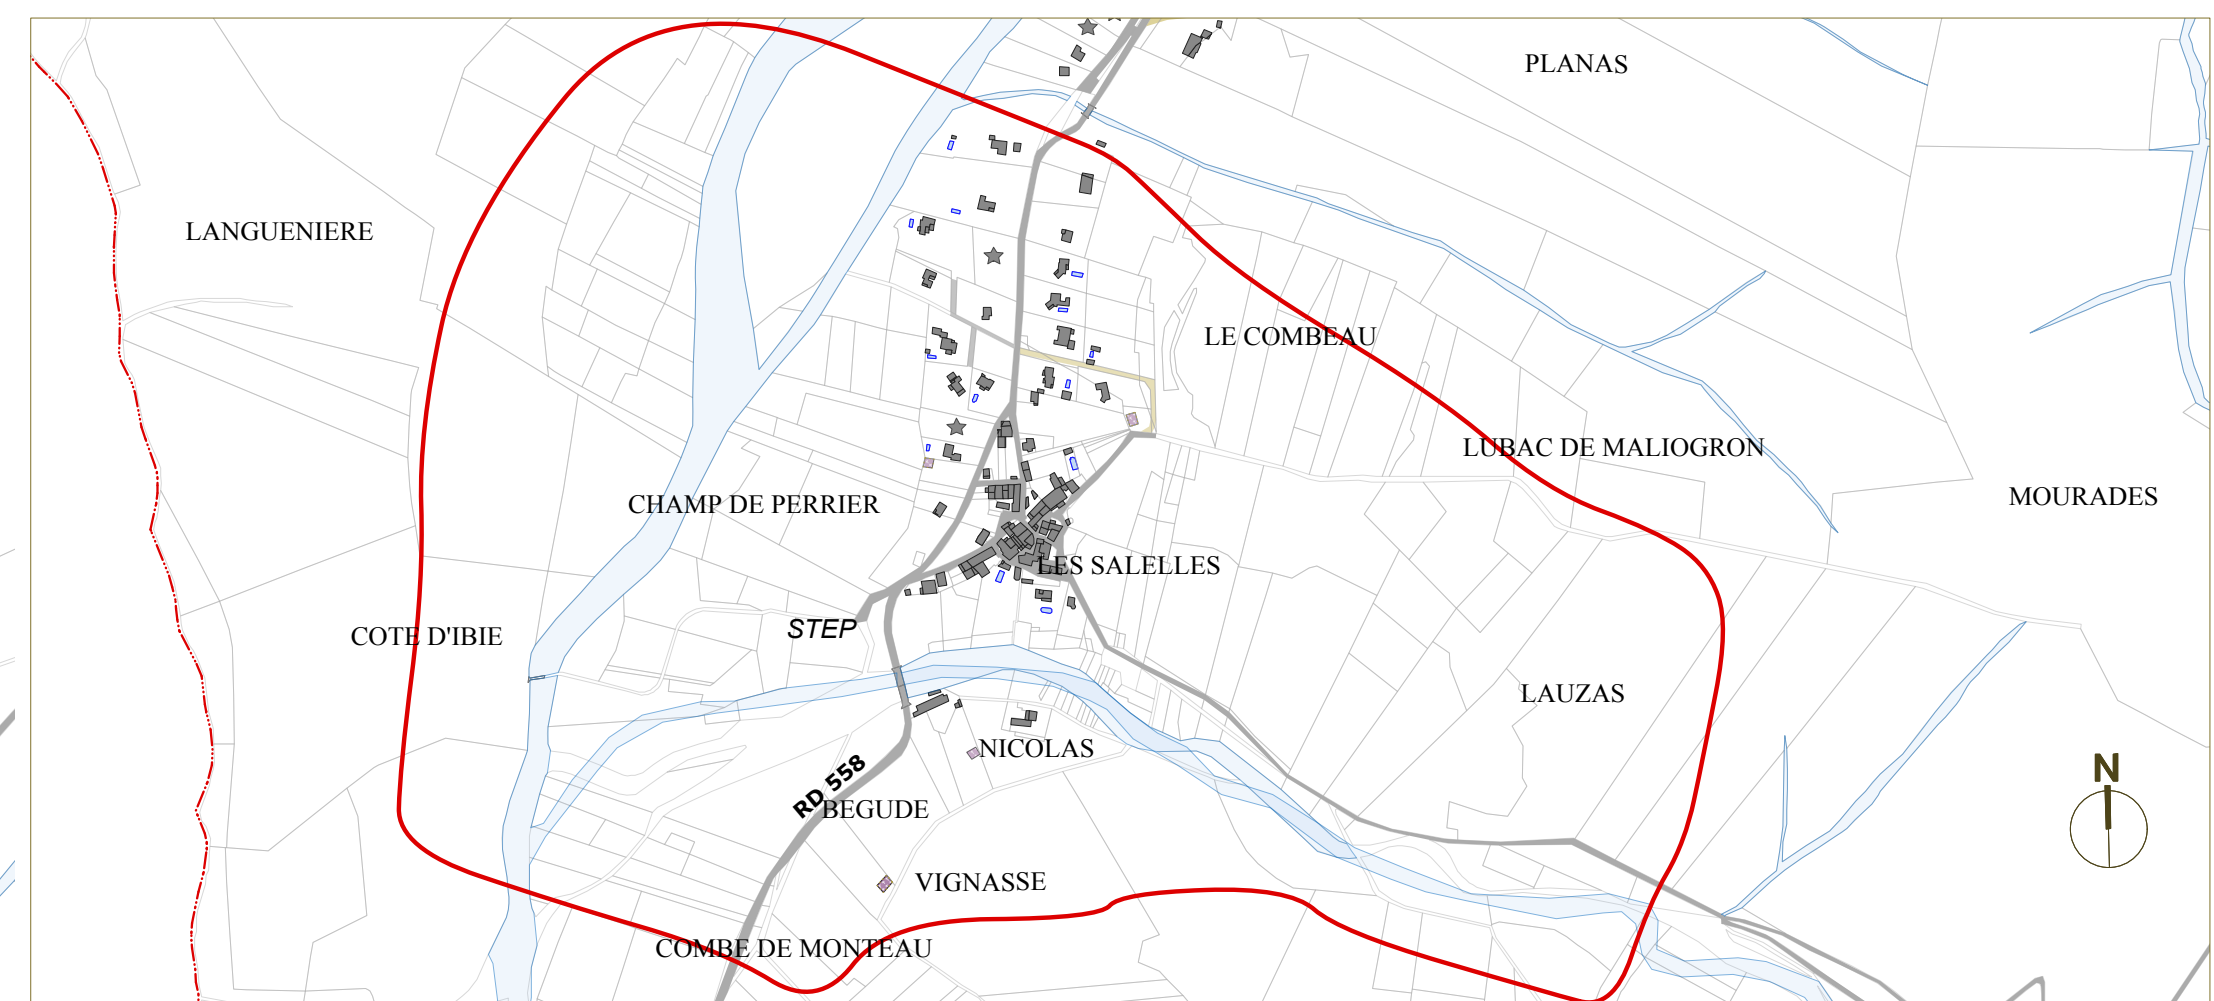 PLANAS
LANGUENIERE
LE COMBEAU
LUBAC DE MALIOGRON
MOURADES
CHAMP DE PERRIER
LES SALELLES
STEP
COTE D'IBIE
LAUZAS
NICOLAS
N
RD 558
BEGUDE
VIGNASSE
COMBE DE MONTEAU